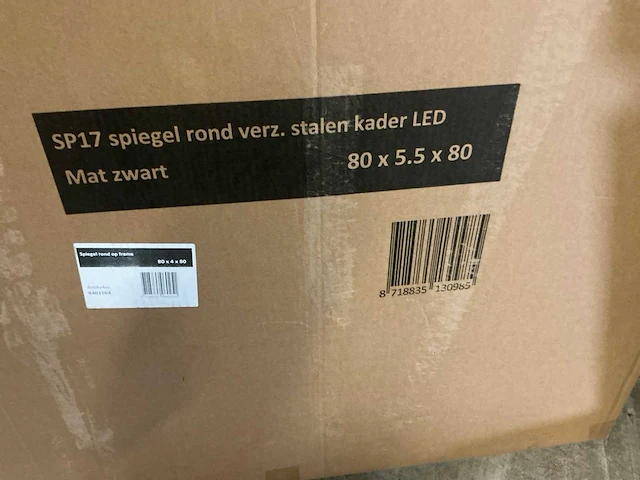 SP17 spiegel rond verz. stalen kader LED
Mat zwart
80 x 5.5 x 80
Spiegel rond op frame
80 x 4 x 80
8 718835 130985